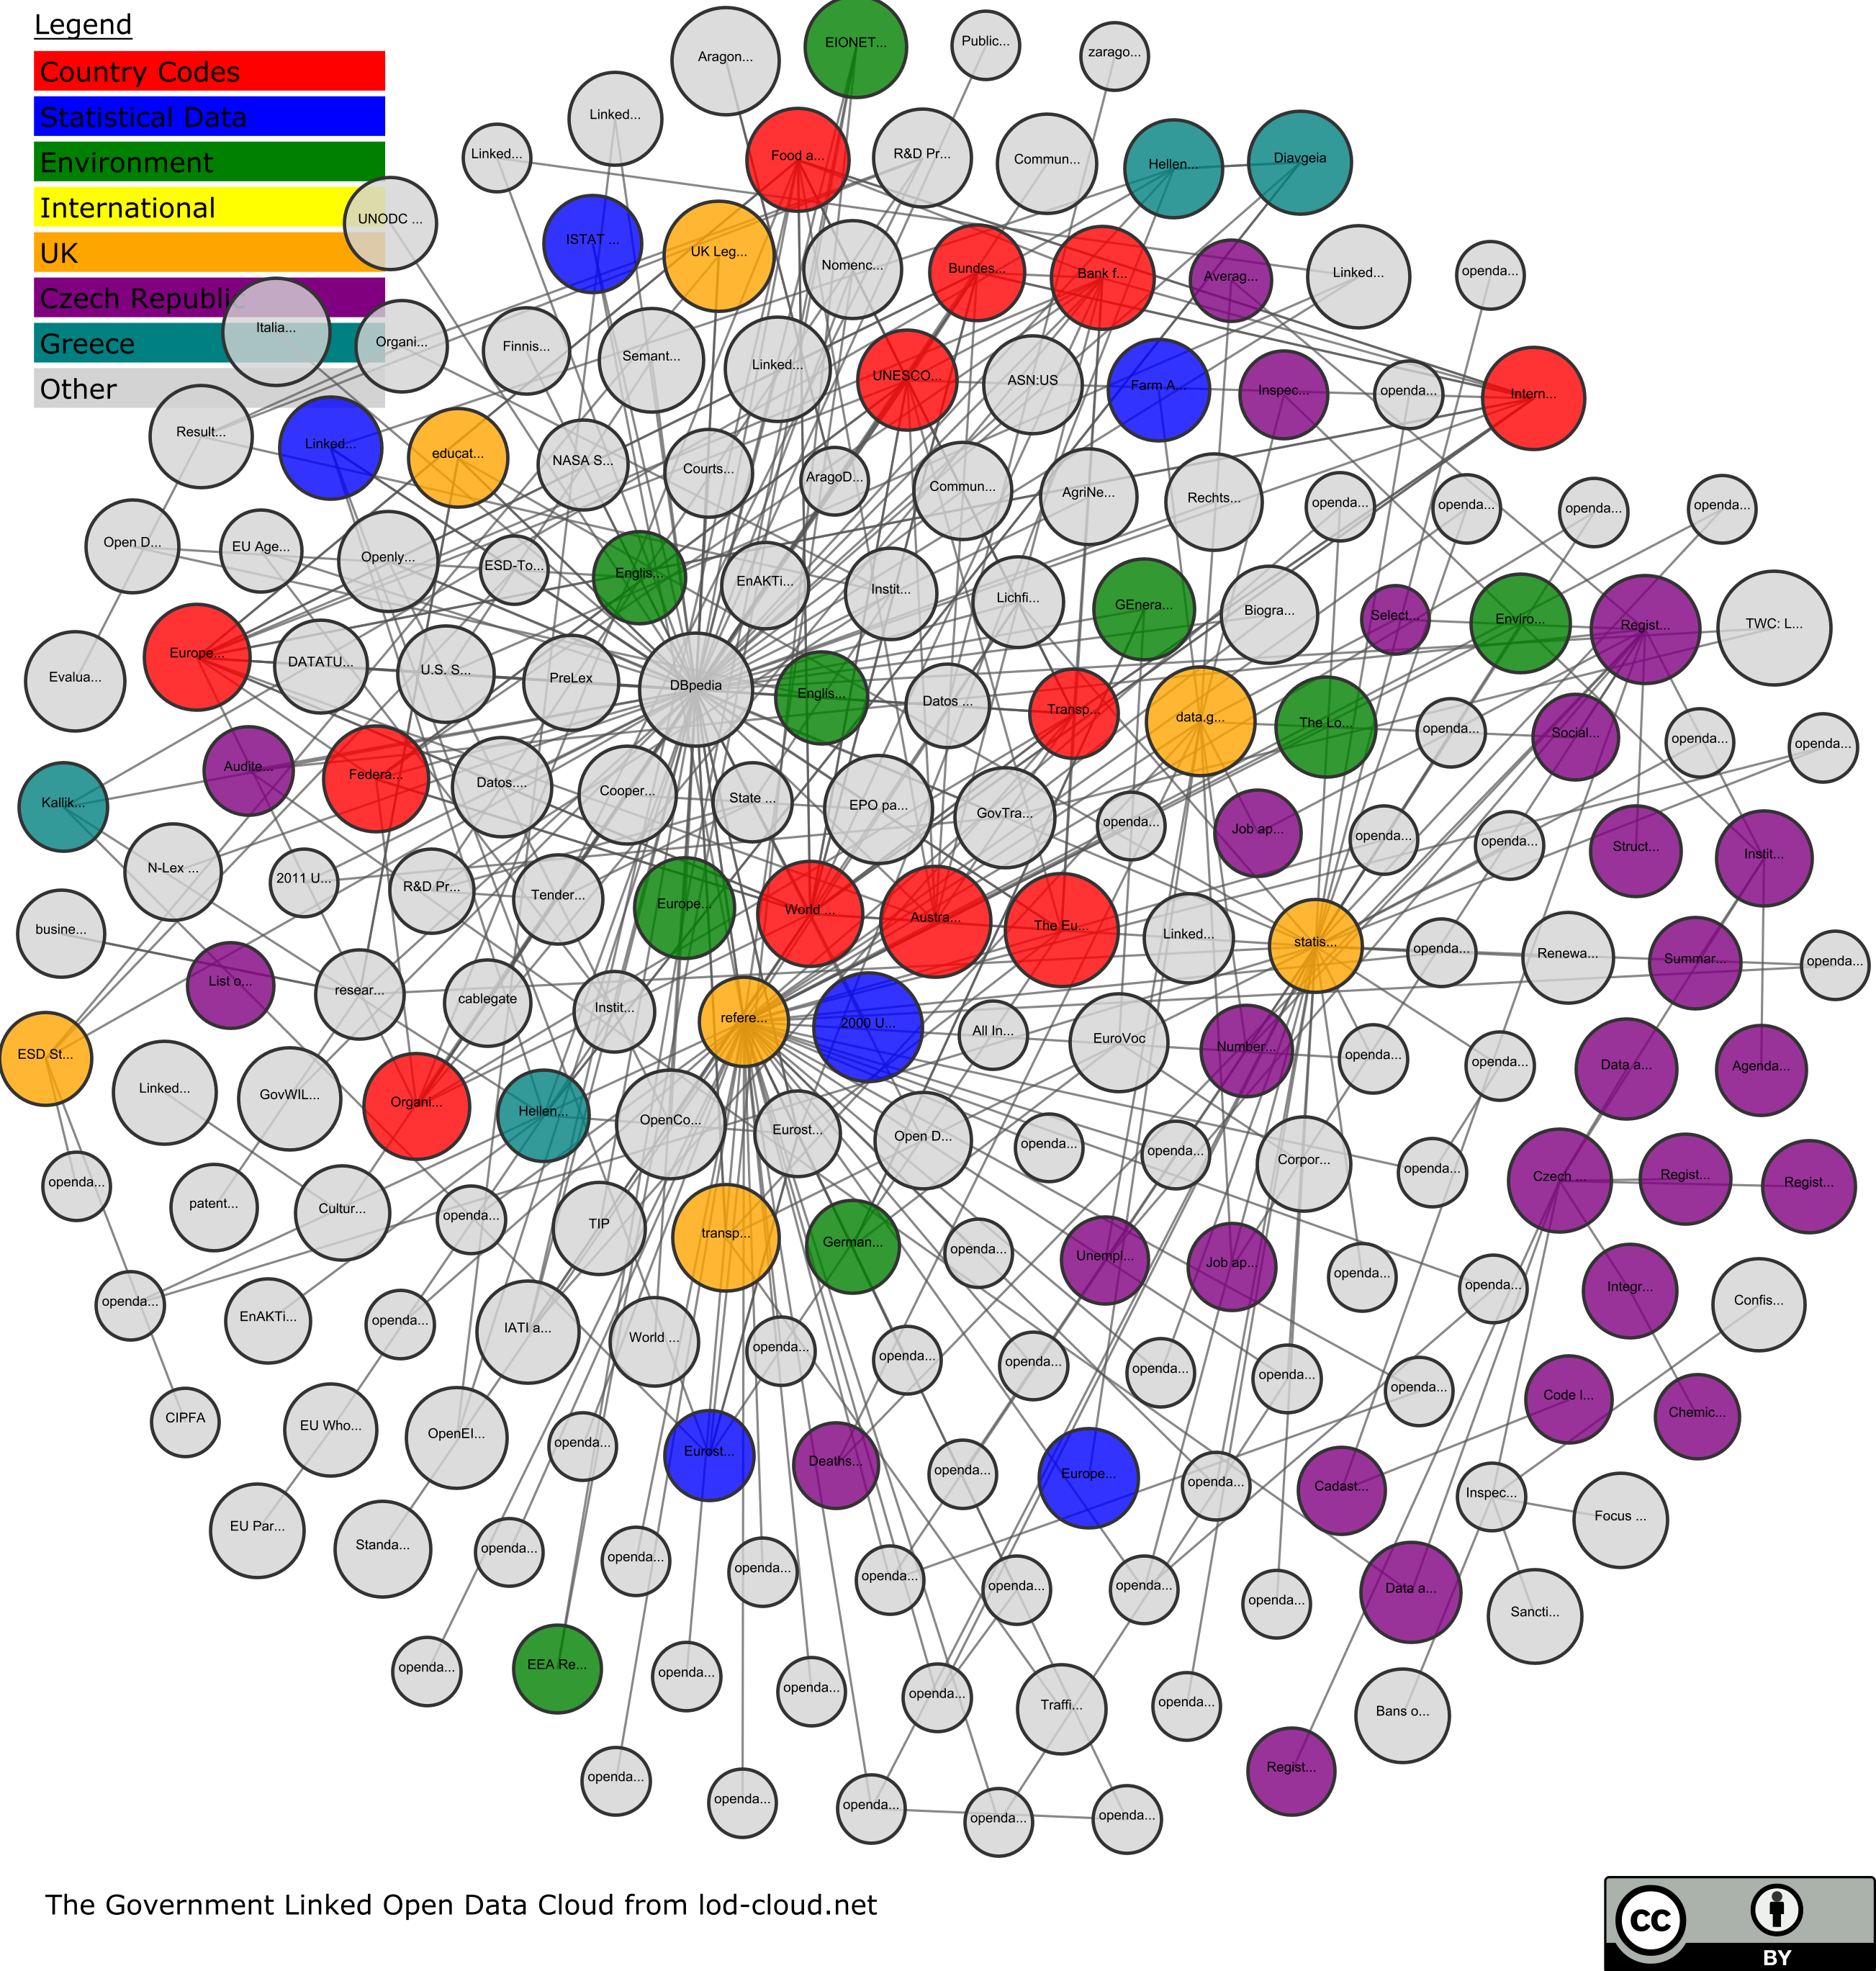 Legend
Country Codes
Statistical Data
Environment
International
UK
Czech Republic
Greece
Other
Aragon...
EIONET...
Public...
zarago...
Linked...
Linked...
Food a...
R&D Pr...
Commun...
Hellen...
Diavgeia
UNODC ...
ISTAT ...
UK Leg...
Nomenc...
Bundes...
Bank f...
Averag...
Linked...
openda...
Italia...
Organi...
Finnis...
Semant...
Linked...
UNESCO...
ASN:US
Farm A...
Inspec...
openda...
Intern...
Result...
Linked...
educat...
NASA S...
Courts...
AragoD...
Commun...
AgriNe...
Rechts...
openda...
openda...
openda...
openda...
Open D...
EU Age...
Openly...
ESD-To...
Englis...
EnAKTi...
Instit...
Lichfi...
GEnera...
Biogra...
Select...
Enviro...
Regist...
TWC: L...
Evalua...
Europe...
DATATU...
U.S. S...
PreLex
DBpedia
Englis...
Datos ...
Transp...
data.g...
The Lo...
openda...
Social...
openda...
openda...
Kallik...
Audite...
Federa...
Datos....
Cooper...
State ...
EPO pa...
GovTra...
openda...
Job ap...
openda...
openda...
Struct...
Instit...
N-Lex ...
2011 U...
R&D Pr...
Tender...
Europe...
World ...
Austra...
The Eu...
Linked...
statis...
openda...
Renewa...
Summar...
openda...
busine...
List o...
resear...
cablegate
Instit...
refere...
2000 U...
All In...
EuroVoc
Number...
openda...
openda...
Data a...
Agenda...
ESD St...
Linked...
GovWIL...
Organi...
Hellen...
OpenCo...
Eurost...
Open D...
openda...
openda...
Corpor...
openda...
Czech ...
Regist...
Regist...
openda...
patent...
Cultur...
openda...
TIP
transp...
German...
openda...
Unempl...
Job ap...
openda...
openda...
Integr...
Confis...
openda...
EnAKTi...
openda...
IATI a...
World ...
openda...
openda...
openda...
openda...
openda...
openda...
Code l...
Chemic...
CIPFA
EU Who...
OpenEI...
openda...
Eurost...
Deaths...
openda...
Europe...
openda...
Cadast...
Inspec...
Focus ...
EU Par...
Standa...
openda...
openda...
openda...
openda...
openda...
openda...
openda...
Data a...
Sancti...
openda...
EEA Re...
openda...
openda...
openda...
Traffi...
openda...
Bans o...
openda...
openda...
openda...
openda...
openda...
Regist...
The Government Linked Open Data Cloud from lod-cloud.net
cc
BY